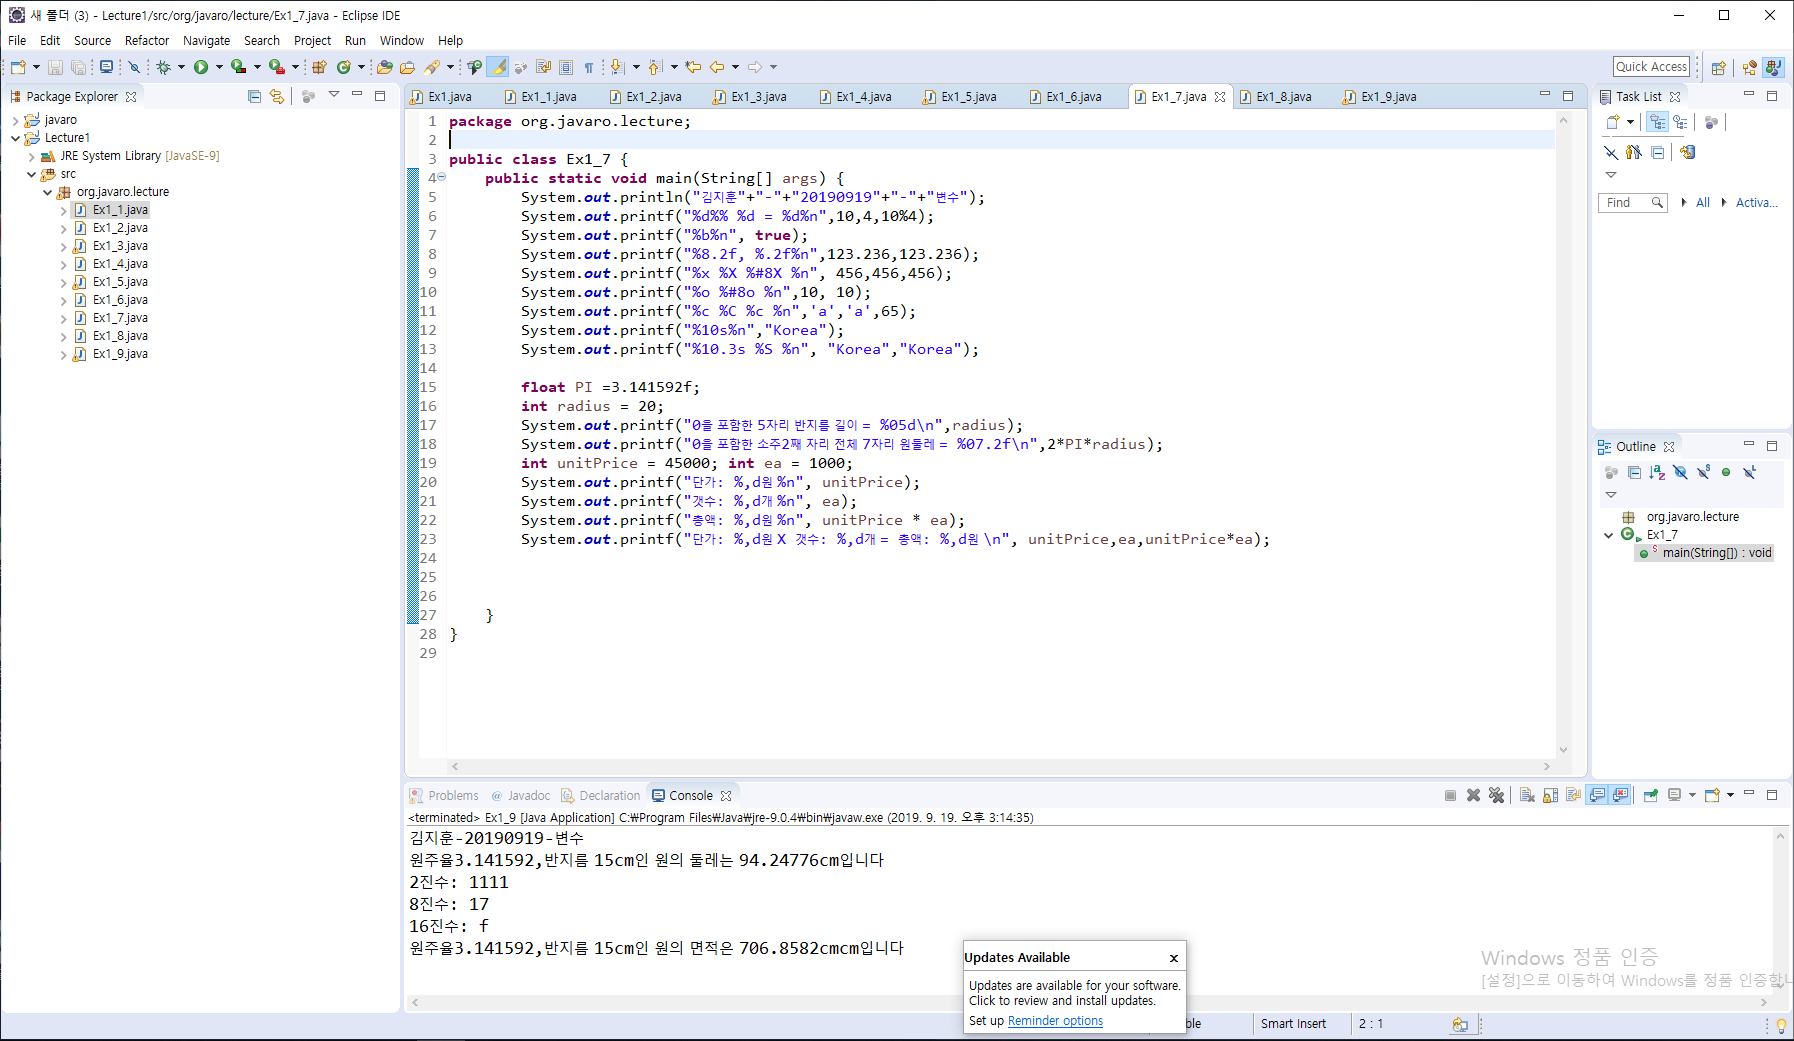 새 폴더 (3) - Lecture1/src/org/javaro/lecture/Ex1_7.java - Eclipse IDE
File Edit Source Refactor Navigate Search Project Run Window Help
Quick Access
Package Explorer
javaro
Lecture1
JRE System Library [JavaSE-9]
src
org.javaro.lecture
Ex1_1.java
Ex1_2.java
Ex1_3.java
Ex1_4.java
Ex1_5.java
Ex1_6.java
Ex1_7.java
Ex1_8.java
Ex1_9.java
Ex1.java Ex1_1.java Ex1_2.java Ex1_3.java Ex1_4.java Ex1_5.java Ex1_6.java Ex1_7.java Ex1_8.java Ex1_9.java
1 package org.javaro.lecture;
2
3 public class Ex1_7 {
4 public static void main(String[] args) {
5 System.out.println("김지훈"+"-"+"20190919"+"-"+"변수");
6 System.out.printf("%d%% %d = %d%n",10,4,10%4);
7 System.out.printf("%b%n", true);
8 System.out.printf("%8.2f, %.2f%n",123.236,123.236);
9 System.out.printf("%x %X %#8X %n", 456,456,456);
10 System.out.printf("%o %#8o %n",10, 10);
11 System.out.printf("%c %C %c %n",'a','a',65);
12 System.out.printf("%10s%n","Korea");
13 System.out.printf("%10.3s %S %n", "Korea","Korea");
14
15 float PI =3.141592f;
16 int radius = 20;
17 System.out.printf("0을 포함한 5자리 반지름 길이 = %05d\n",radius);
18 System.out.printf("0을 포함한 소주2째 자리 전체 7자리 원둘레 = %07.2f\n",2*PI*radius);
19 int unitPrice = 45000; int ea = 1000;
20 System.out.printf("단가: %,d원 %n", unitPrice);
21 System.out.printf("갯수: %,d개 %n", ea);
22 System.out.printf("총액: %,d원 %n", unitPrice * ea);
23 System.out.printf("단가: %,d원 X 갯수: %,d개 = 총액: %,d원 \n", unitPrice,ea,unitPrice*ea);
24
25
26
27 }
28 }
29
Task List
Find All Activa...
Outline
org.javaro.lecture
Ex1_7
main(String[]) : void
Problems Javadoc Declaration Console
<terminated> Ex1_9 [Java Application] C:₩Program Files₩Java₩jre-9.0.4₩bin₩javaw.exe (2019. 9. 19. 오후 3:14:35)
김지훈-20190919-변수
원주율3.141592,반지름 15cm인 원의 둘레는 94.24776cm입니다
2진수: 1111
8진수: 17
16진수: f
원주율3.141592,반지름 15cm인 원의 면적은 706.8582cmcm입니다
Updates Available
Updates are available for your software.
Click to review and install updates.
Set up Reminder options
Windows 정품 인증
[설정]으로 이동하여 Windows를 정품 인증합니
Smart Insert 2 : 1